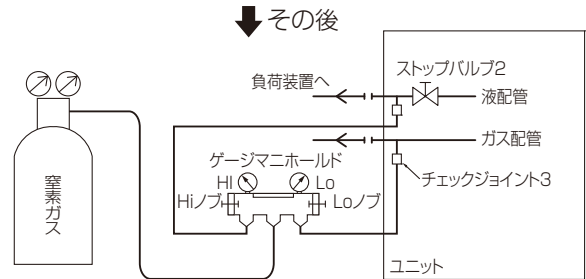 その後
ストップバルブ2
負荷装置へ
液配管
ガス配管
ゲージマニホールド
HI
Lo
チェックジョイント3
Hiノブ
Loノブ
窒素ガス
ユニット